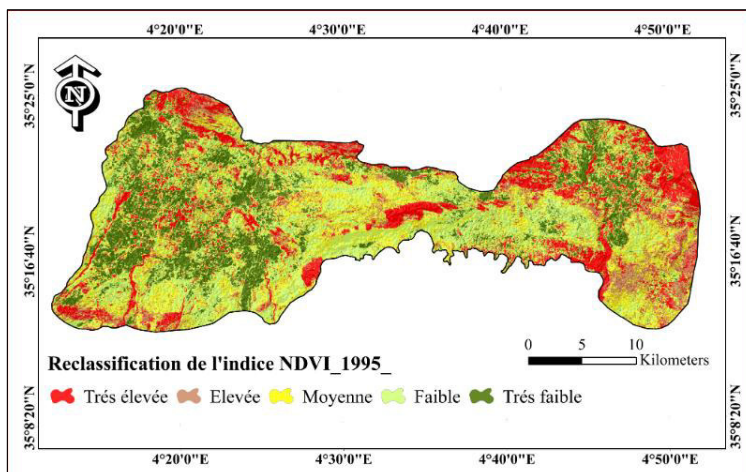 4°20'0"E 4°30'0"E 4°40'0"E 4°50'0"E
35°25'0"N 35°25'0"N
N
35°16'40"N 35°16'40"N
0 5 10
Kilometers
Reclassification de l'indice NDVI_1995_
Trés élevée Elevée Moyenne Faible Trés faible
35°8'20"N 35°8'20"N
4°20'0"E 4°30'0"E 4°40'0"E 4°50'0"E